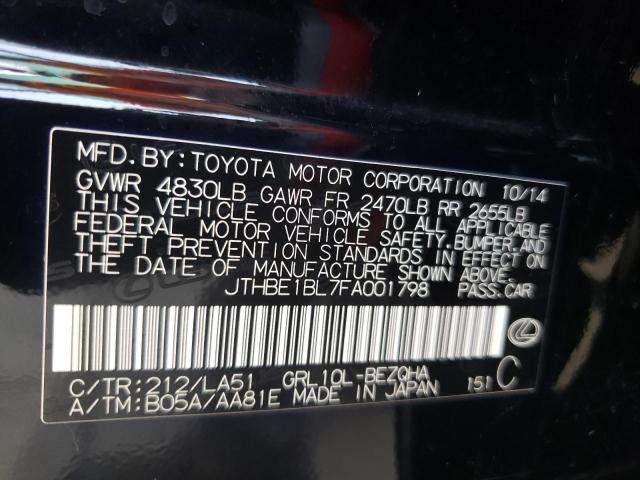 MFD. BY: TOYOTA MOTOR CORPORATION 10/14
GVWR 4830LB GAWR FR 2470LB RR 2655LB
THIS VEHICLE CONFORMS TO ALL APPLICABLE
FEDERAL MOTOR VEHICLE SAFETY, BUMPER, AND
THEFT PREVENTION STANDARDS IN EFFECT ON
THE DATE OF MANUFACTURE SHOWN ABOVE.
JTHBE1BL7FA001798 PASS. CAR
C/TR: 212/LA51 GRL10L-BEZQHA
A/TM: B05A/AA81E MADE IN JAPAN 151 C